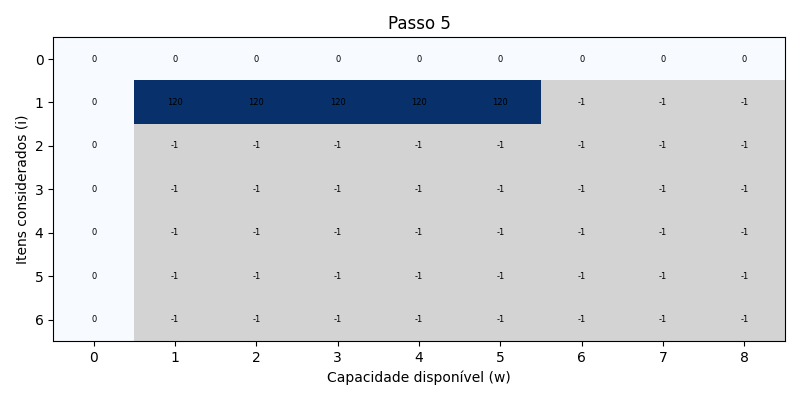 Passo 5
Itens considerados (i)
0 0 0 0 0 0 0 0 0 0
1 0 120 120 120 120 120 -1 -1 -1
2 0 -1 -1 -1 -1 -1 -1 -1 -1
3 0 -1 -1 -1 -1 -1 -1 -1 -1
4 0 -1 -1 -1 -1 -1 -1 -1 -1
5 0 -1 -1 -1 -1 -1 -1 -1 -1
6 0 -1 -1 -1 -1 -1 -1 -1 -1
0 1 2 3 4 5 6 7 8
Capacidade disponível (w)